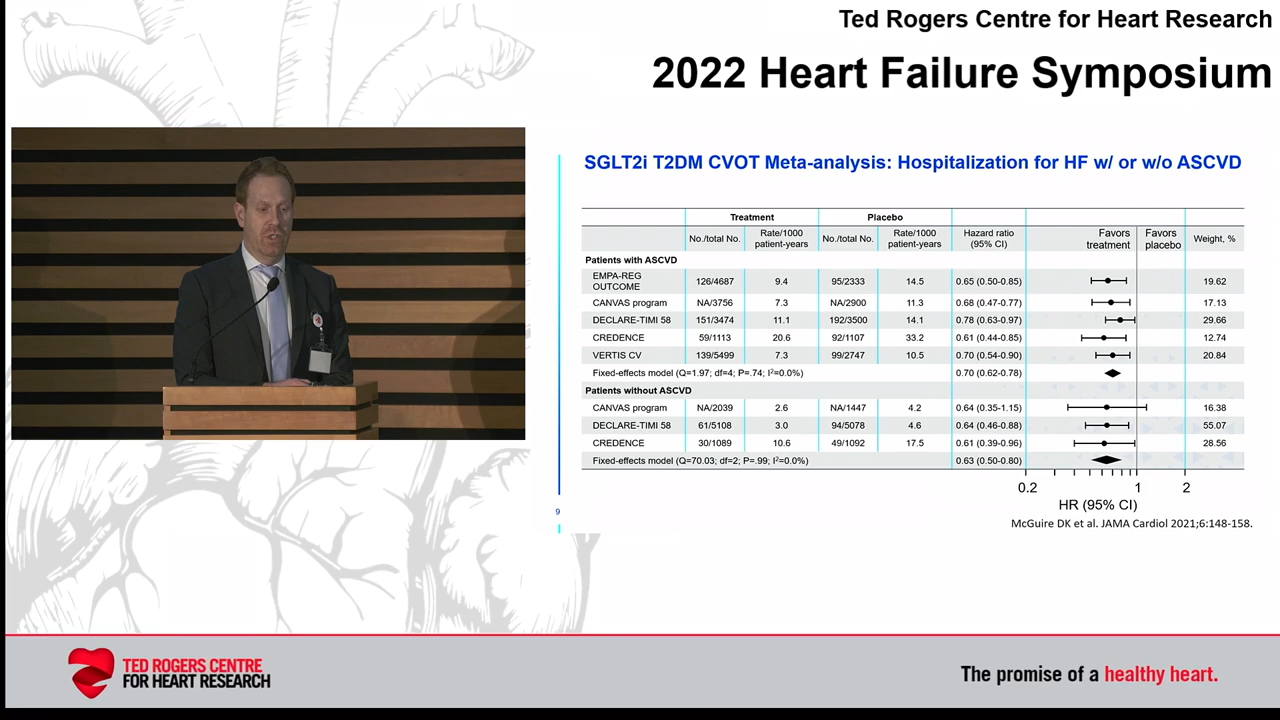 Ted Rogers Centre for Heart Research
2022 Heart Failure Symposium
SGLT2i T2DM CVOT Meta-analysis: Hospitalization for HF w/ or w/o ASCVD
Treatment Placebo
No./total No. Rate/1000 patient-years No./total No. Rate/1000 patient-years Hazard ratio (95% CI) Favors treatment Favors placebo Weight, %
Patients with ASCVD
EMPA-REG OUTCOME 126/4687 9.4 95/2333 14.5 0.65 (0.50-0.85) 19.62
CANVAS program NA/3756 7.3 NA/2900 11.3 0.68 (0.47-0.77) 17.13
DECLARE-TIMI 58 151/3474 11.1 192/3500 14.1 0.78 (0.63-0.97) 29.66
CREDENCE 59/1113 20.6 92/1107 33.2 0.61 (0.44-0.85) 12.74
VERTIS CV 139/5499 7.3 99/2747 10.5 0.70 (0.54-0.90) 20.84
Fixed-effects model (Q=1.97; df=4; P=.74; I²=0.0%) 0.70 (0.62-0.78)
Patients without ASCVD
CANVAS program NA/2039 2.6 NA/1447 4.2 0.64 (0.35-1.15) 16.38
DECLARE-TIMI 58 61/5108 3.0 94/5078 4.6 0.64 (0.46-0.88) 55.07
CREDENCE 30/1089 10.6 49/1092 17.5 0.61 (0.39-0.96) 28.56
Fixed-effects model (Q=70.03; df=2; P=.99; I²=0.0%) 0.63 (0.50-0.80)
0.2 1 2
HR (95% CI)
9
McGuire DK et al. JAMA Cardiol 2021;6:148-158.
TED ROGERS CENTRE
FOR HEART RESEARCH
The promise of a healthy heart.